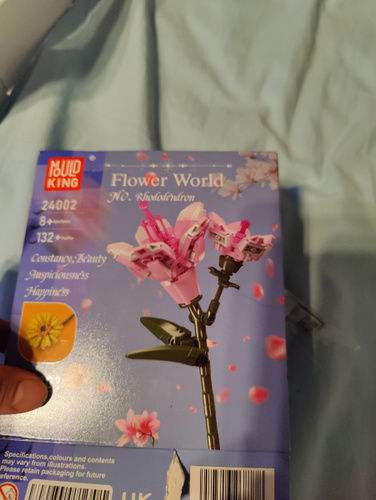 MOULD
KING
Flower World
NO. Rhododendron
24002
8+
132+
Constancy, Beauty
Auspiciousness
Happiness
Specifications, colours and contents
may vary from illustrations.
Please retain packaging for future
reference.
UK